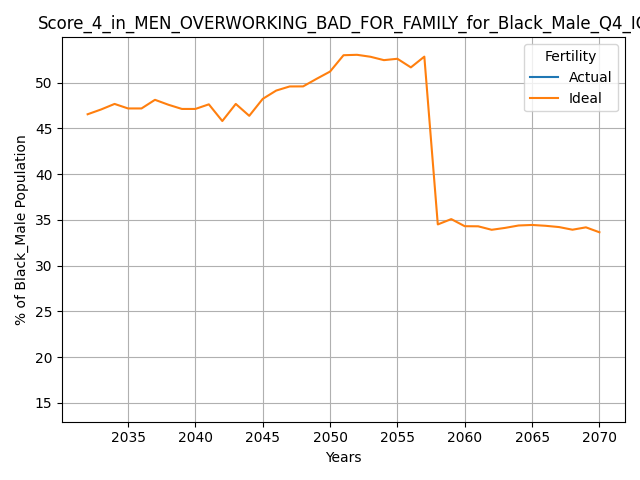 Score_4_in_MEN_OVERWORKING_BAD_FOR_FAMILY_for_Black_Male_Q4_IC
Fertility
Actual
Ideal
% of Black_Male Population
50
45
40
35
30
25
20
15
2035 2040 2045 2050 2055 2060 2065 2070
Years